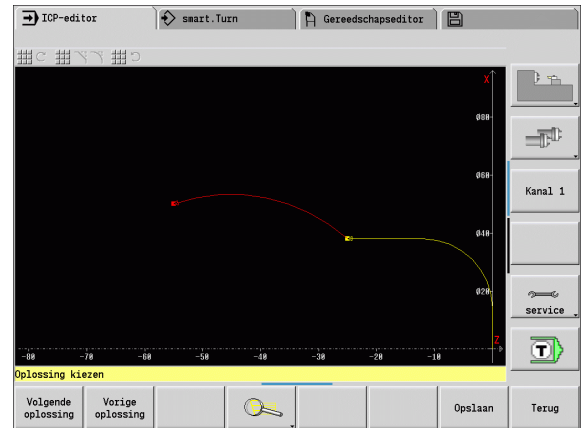 ICP-editor
smart.Turn
Gereedschapseditor
X
Ø80
Ø60
Ø40
Ø20
Z
-80 -70 -60 -50 -40 -30 -20 -10
Kanal 1
service
T
Oplossing kiezen
Volgende oplossing
Vorige oplossing
Opslaan
Terug